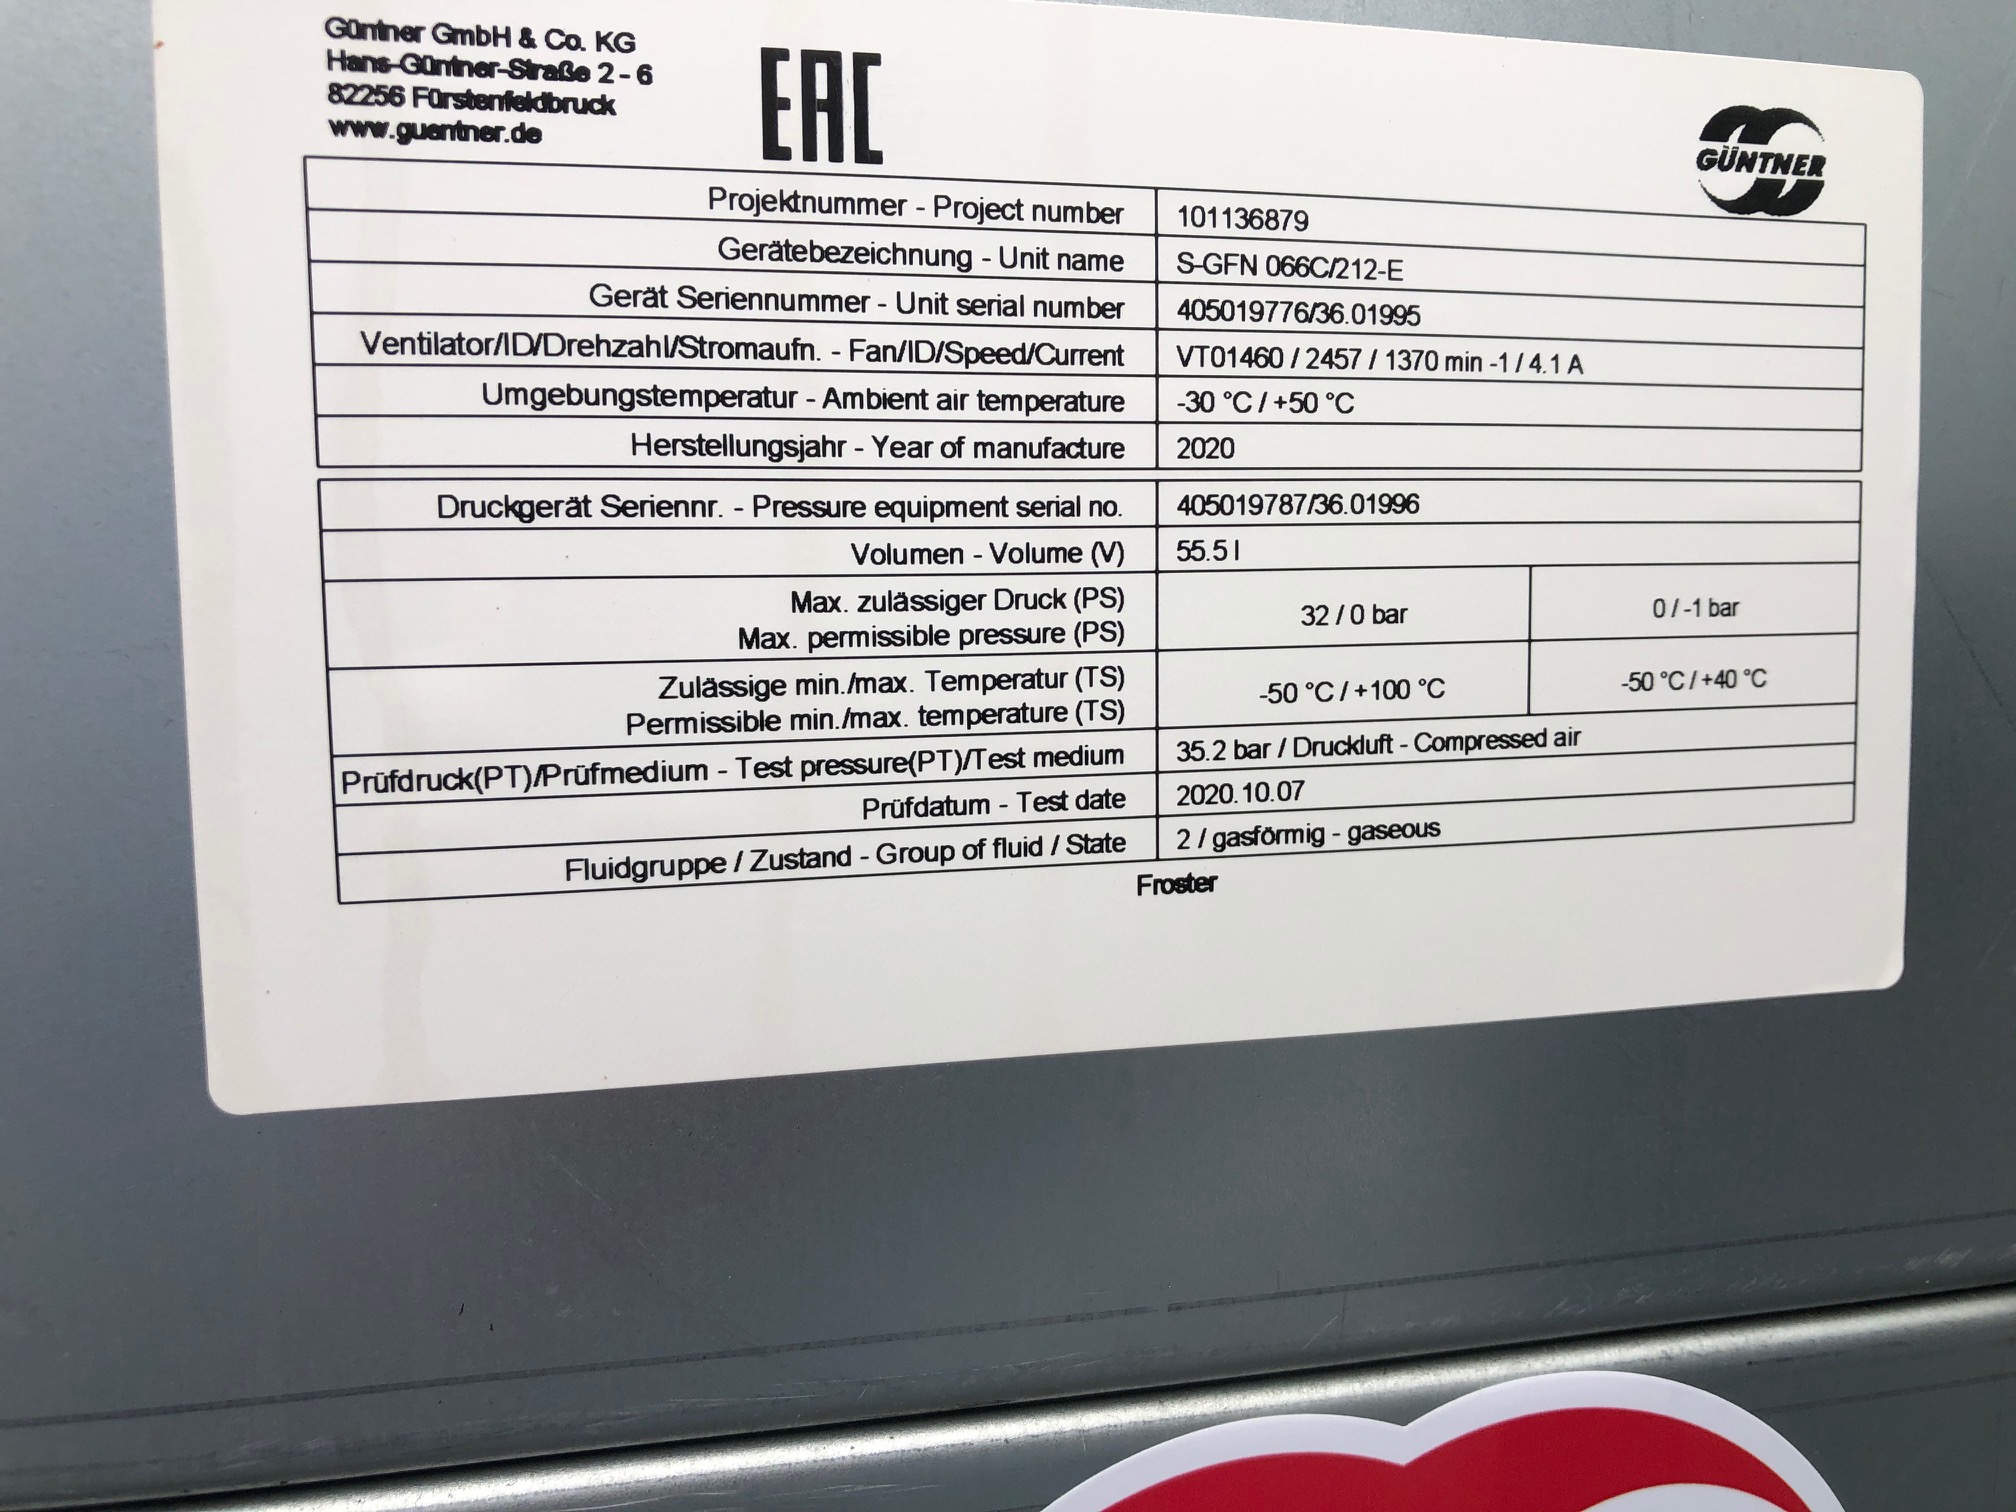 Güntner GmbH & Co. KG
Hans-Güntner-Straße 2 - 6
82256 Fürstenfeldbruck
www.guentner.de
EAC
GÜNTNER
Projektnummer - Project number 101136879
Gerätebezeichnung - Unit name S-GFN 066C/212-E
Gerät Seriennummer - Unit serial number 405019776/36.01995
Ventilator/ID/Drehzahl/Stromaufn. - Fan/ID/Speed/Current VT01460 / 2457 / 1370 min -1 / 4.1 A
Umgebungstemperatur - Ambient air temperature -30 °C / +50 °C
Herstellungsjahr - Year of manufacture 2020
Druckgerät Seriennr. - Pressure equipment serial no. 405019787/36.01996
Volumen - Volume (V) 55.5 l
Max. zulässiger Druck (PS)
Max. permissible pressure (PS) 32 / 0 bar 0 / -1 bar
Zulässige min./max. Temperatur (TS)
Permissible min./max. temperature (TS) -50 °C / +100 °C -50 °C / +40 °C
Prüfdruck(PT)/Prüfmedium - Test pressure(PT)/Test medium 35.2 bar / Druckluft - Compressed air
Prüfdatum - Test date 2020.10.07
Fluidgruppe / Zustand - Group of fluid / State 2 / gasförmig - gaseous
Froster